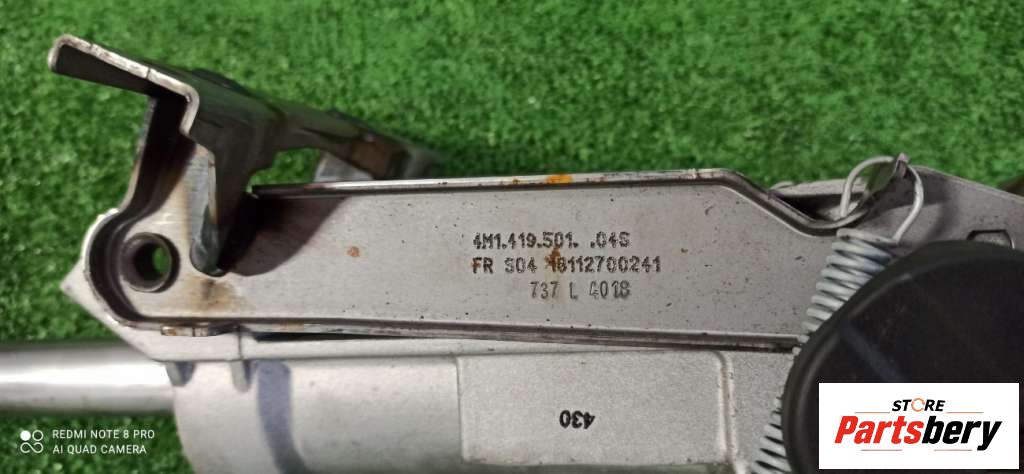 4M1.419.501. .04S
FR S04 18112700241
737 L 4018
430
REDMI NOTE 8 PRO
AI QUAD CAMERA
STORE
Partsbery